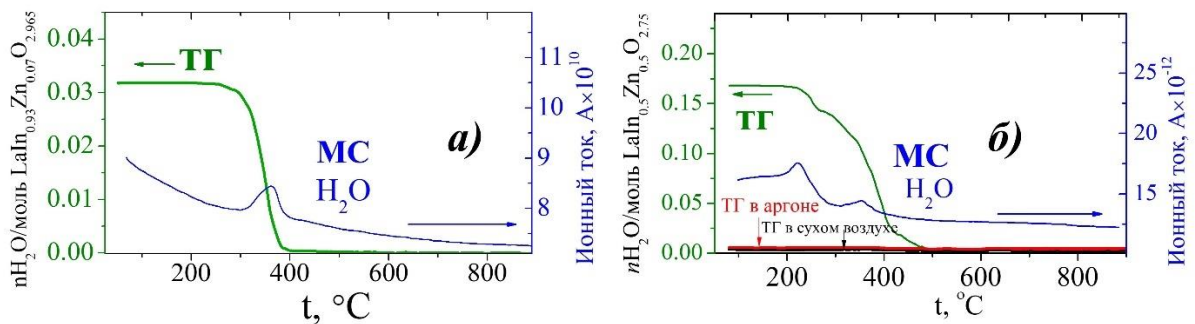 nH₂O/моль LaIn₀.₉₃Zn₀.₀₇O₂.₉₆₅
0.04
0.03
0.02
0.01
0.00
ТГ
а)
МС
H₂O
200 400 600 800
t, °C
11
10
9
8
Ионный ток, А×10¹⁰
nH₂O/моль LaIn₀.₅Zn₀.₅O₂.₇₅
0.20
0.15
0.10
0.05
0.00
ТГ
б)
МС
H₂O
ТГ в аргоне
ТГ в сухом воздухе
200 400 600 800
t, °C
25
20
15
10
Ионный ток, А×10⁻¹²